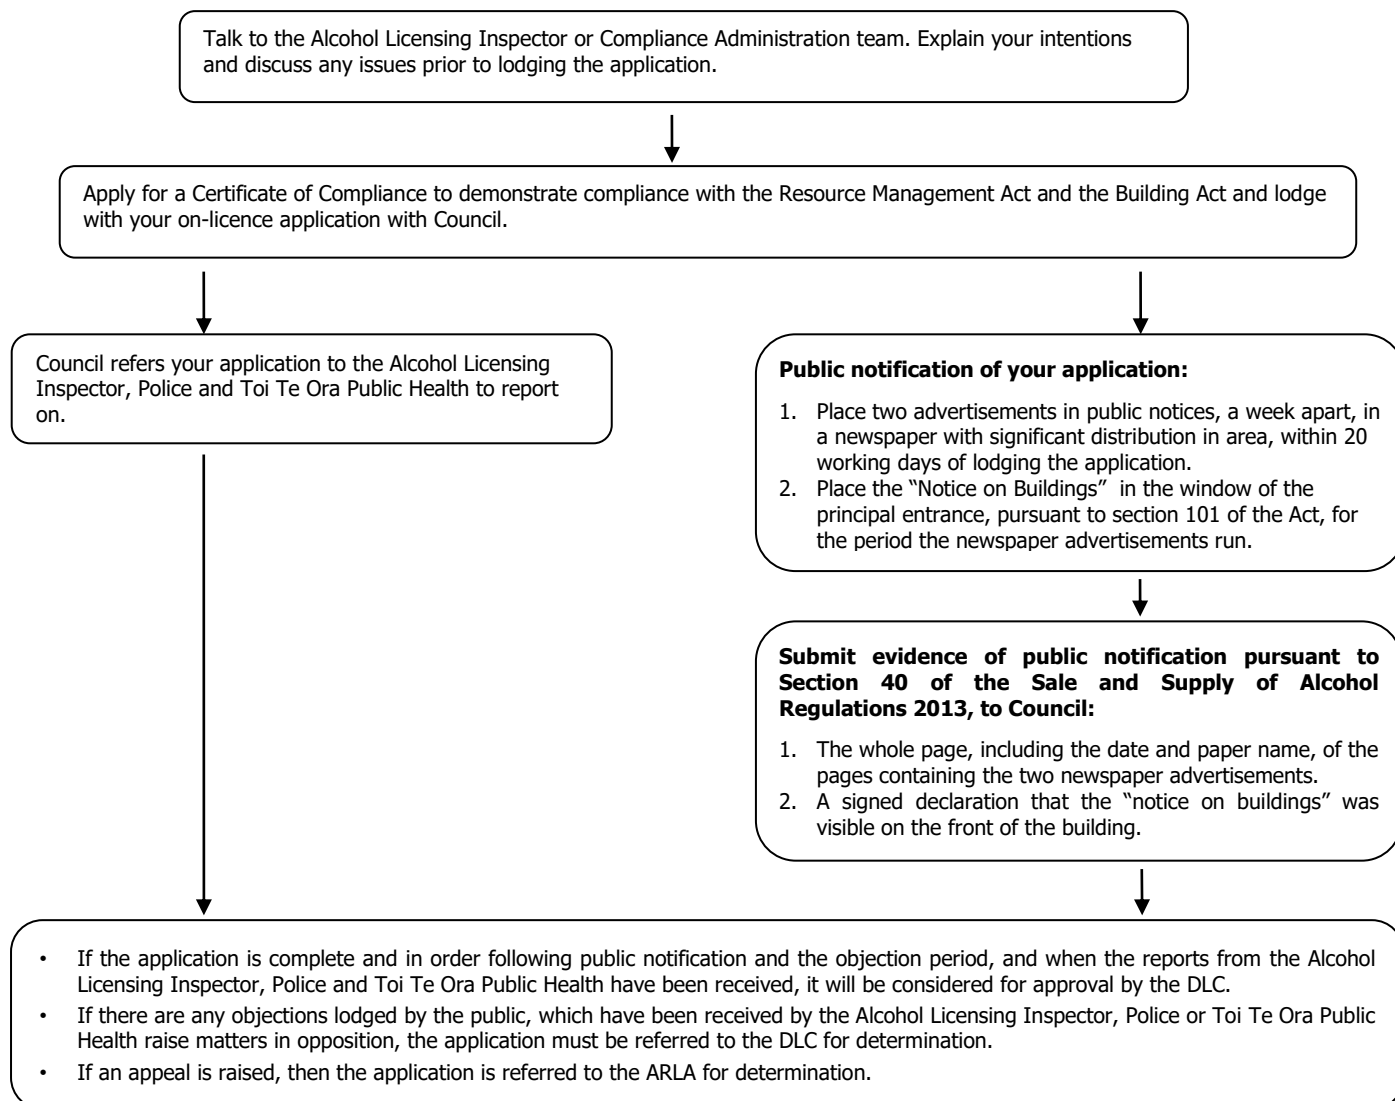 Talk to the Alcohol Licensing Inspector or Compliance Administration team. Explain your intentions
and discuss any issues prior to lodging the application.
Apply for a Certificate of Compliance to demonstrate compliance with the Resource Management Act and the Building Act and lodge
with your on-licence application with Council.
Council refers your application to the Alcohol Licensing
Inspector, Police and Toi Te Ora Public Health to report
on.
Public notification of your application:
1. Place two advertisements in public notices, a week apart, in
a newspaper with significant distribution in area, within 20
working days of lodging the application.
2. Place the “Notice on Buildings” in the window of the
principal entrance, pursuant to section 101 of the Act, for
the period the newspaper advertisements run.
Submit evidence of public notification pursuant to
Section 40 of the Sale and Supply of Alcohol
Regulations 2013, to Council:
1. The whole page, including the date and paper name, of the
pages containing the two newspaper advertisements.
2. A signed declaration that the “notice on buildings” was
visible on the front of the building.
• If the application is complete and in order following public notification and the objection period, and when the reports from the Alcohol
Licensing Inspector, Police and Toi Te Ora Public Health have been received, it will be considered for approval by the DLC.
• If there are any objections lodged by the public, which have been received by the Alcohol Licensing Inspector, Police or Toi Te Ora Public
Health raise matters in opposition, the application must be referred to the DLC for determination.
• If an appeal is raised, then the application is referred to the ARLA for determination.